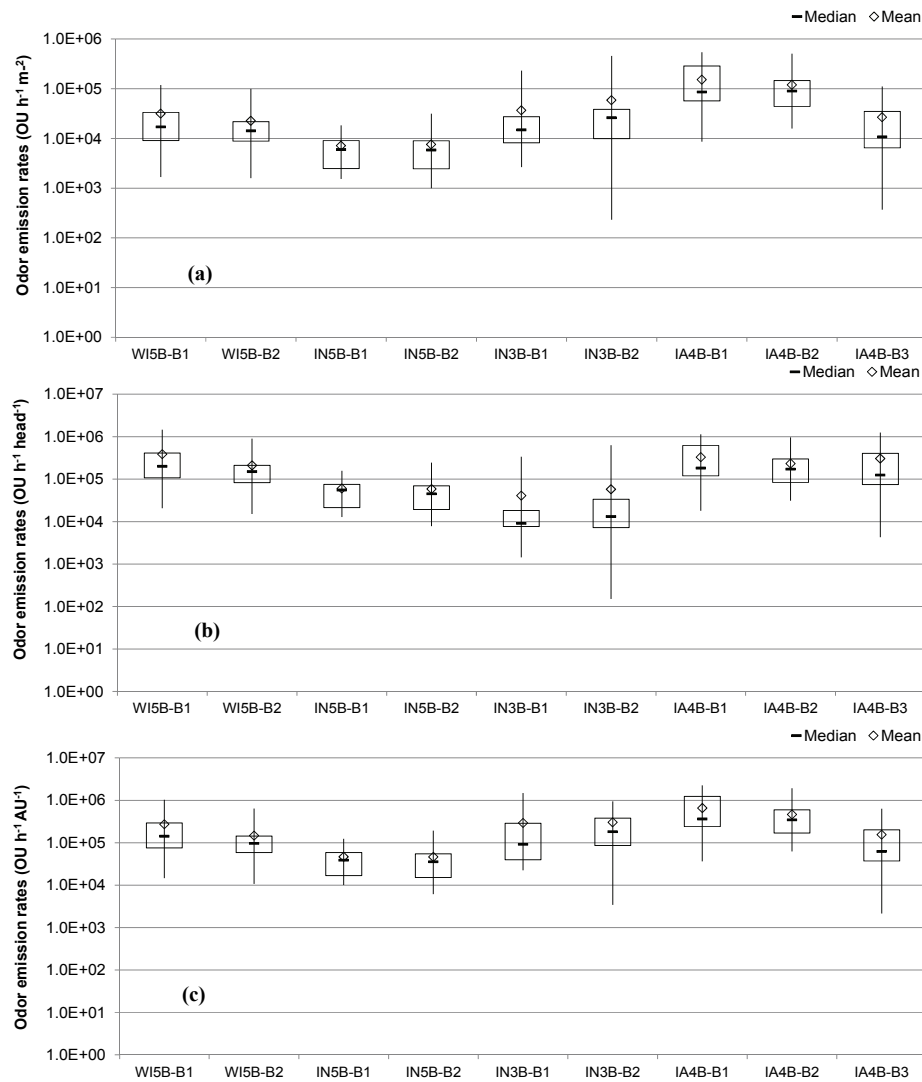 Median Mean
Odor emission rates (OU h-1 m-2)
1.0E+06
1.0E+05
1.0E+04
1.0E+03
1.0E+02
1.0E+01
1.0E+00
(a)
WI5B-B1 WI5B-B2 IN5B-B1 IN5B-B2 IN3B-B1 IN3B-B2 IA4B-B1 IA4B-B2 IA4B-B3
Median Mean
Odor emission rates (OU h-1 head-1)
1.0E+07
1.0E+06
1.0E+05
1.0E+04
1.0E+03
1.0E+02
1.0E+01
1.0E+00
(b)
WI5B-B1 WI5B-B2 IN5B-B1 IN5B-B2 IN3B-B1 IN3B-B2 IA4B-B1 IA4B-B2 IA4B-B3
Median Mean
Odor emission rates (OU h-1 AU-1)
1.0E+07
1.0E+06
1.0E+05
1.0E+04
1.0E+03
1.0E+02
1.0E+01
1.0E+00
(c)
WI5B-B1 WI5B-B2 IN5B-B1 IN5B-B2 IN3B-B1 IN3B-B2 IA4B-B1 IA4B-B2 IA4B-B3